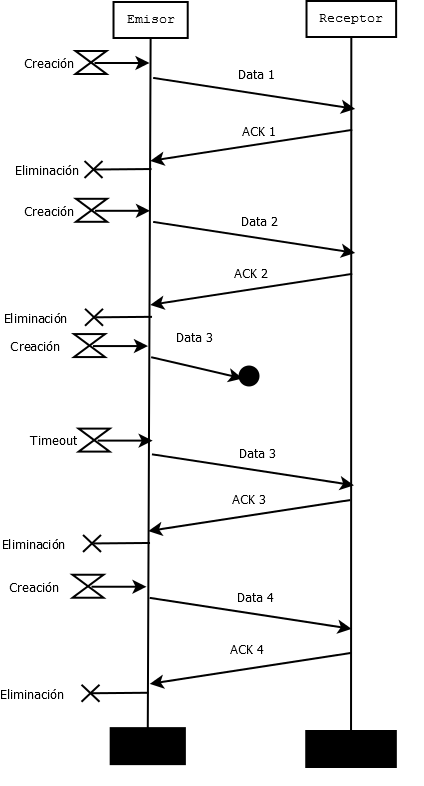 Emisor
Receptor
Creación
Data 1
ACK 1
Eliminación
Creación
Data 2
ACK 2
Eliminación
Data 3
Creación
Timeout
Data 3
ACK 3
Eliminación
Creación
Data 4
ACK 4
Eliminación